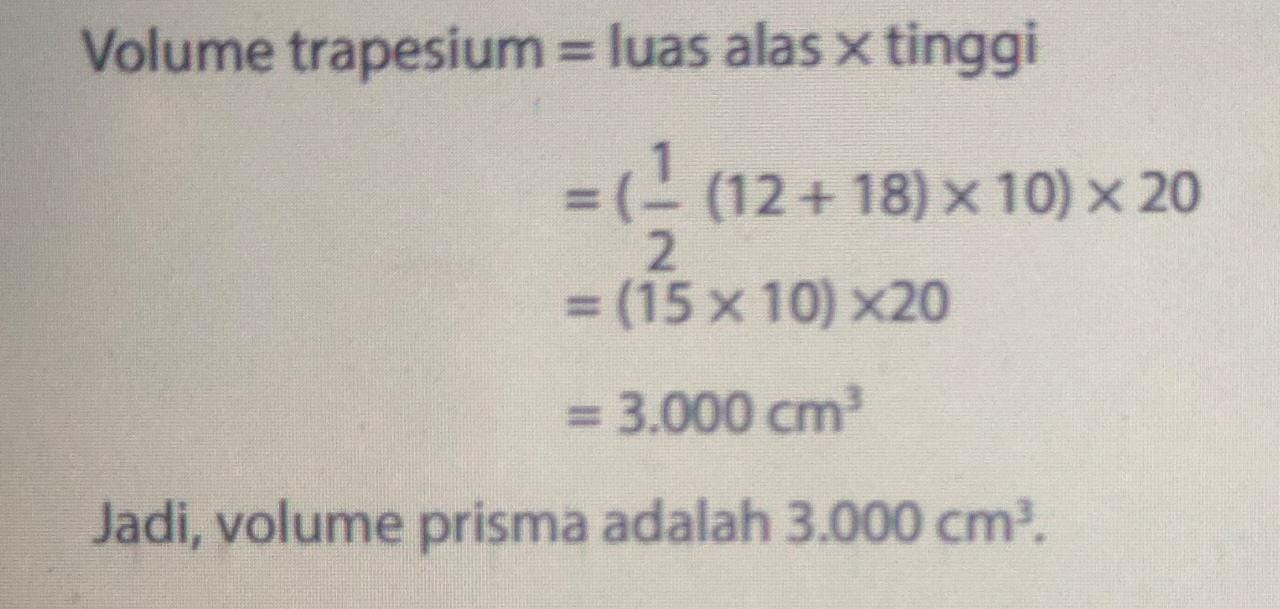 Volume trapesium = luas alas x tinggi
= (1/2 (12 + 18) × 10) × 20
= (15 × 10) ×20
= 3.000 cm³
Jadi, volume prisma adalah 3.000 cm³.